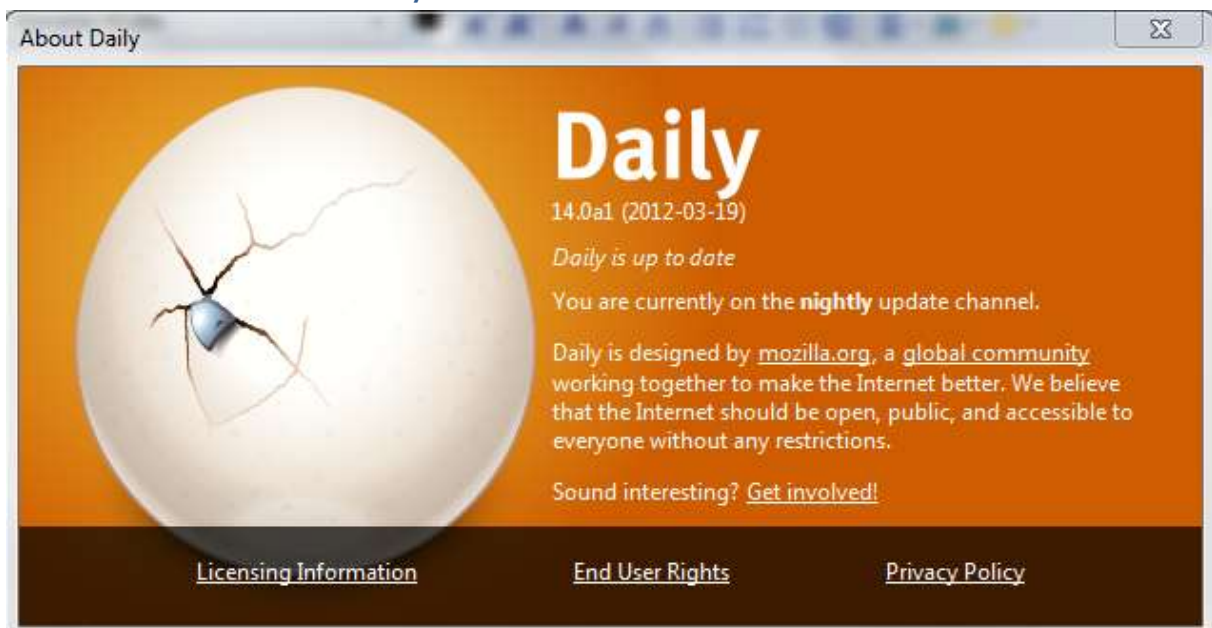 About Daily
Daily
14.0a1 (2012-03-19)
Daily is up to date
You are currently on the nightly update channel.
Daily is designed by mozilla.org, a global community
working together to make the Internet better. We believe
that the Internet should be open, public, and accessible to
everyone without any restrictions.
Sound interesting? Get involved!
Licensing Information End User Rights Privacy Policy